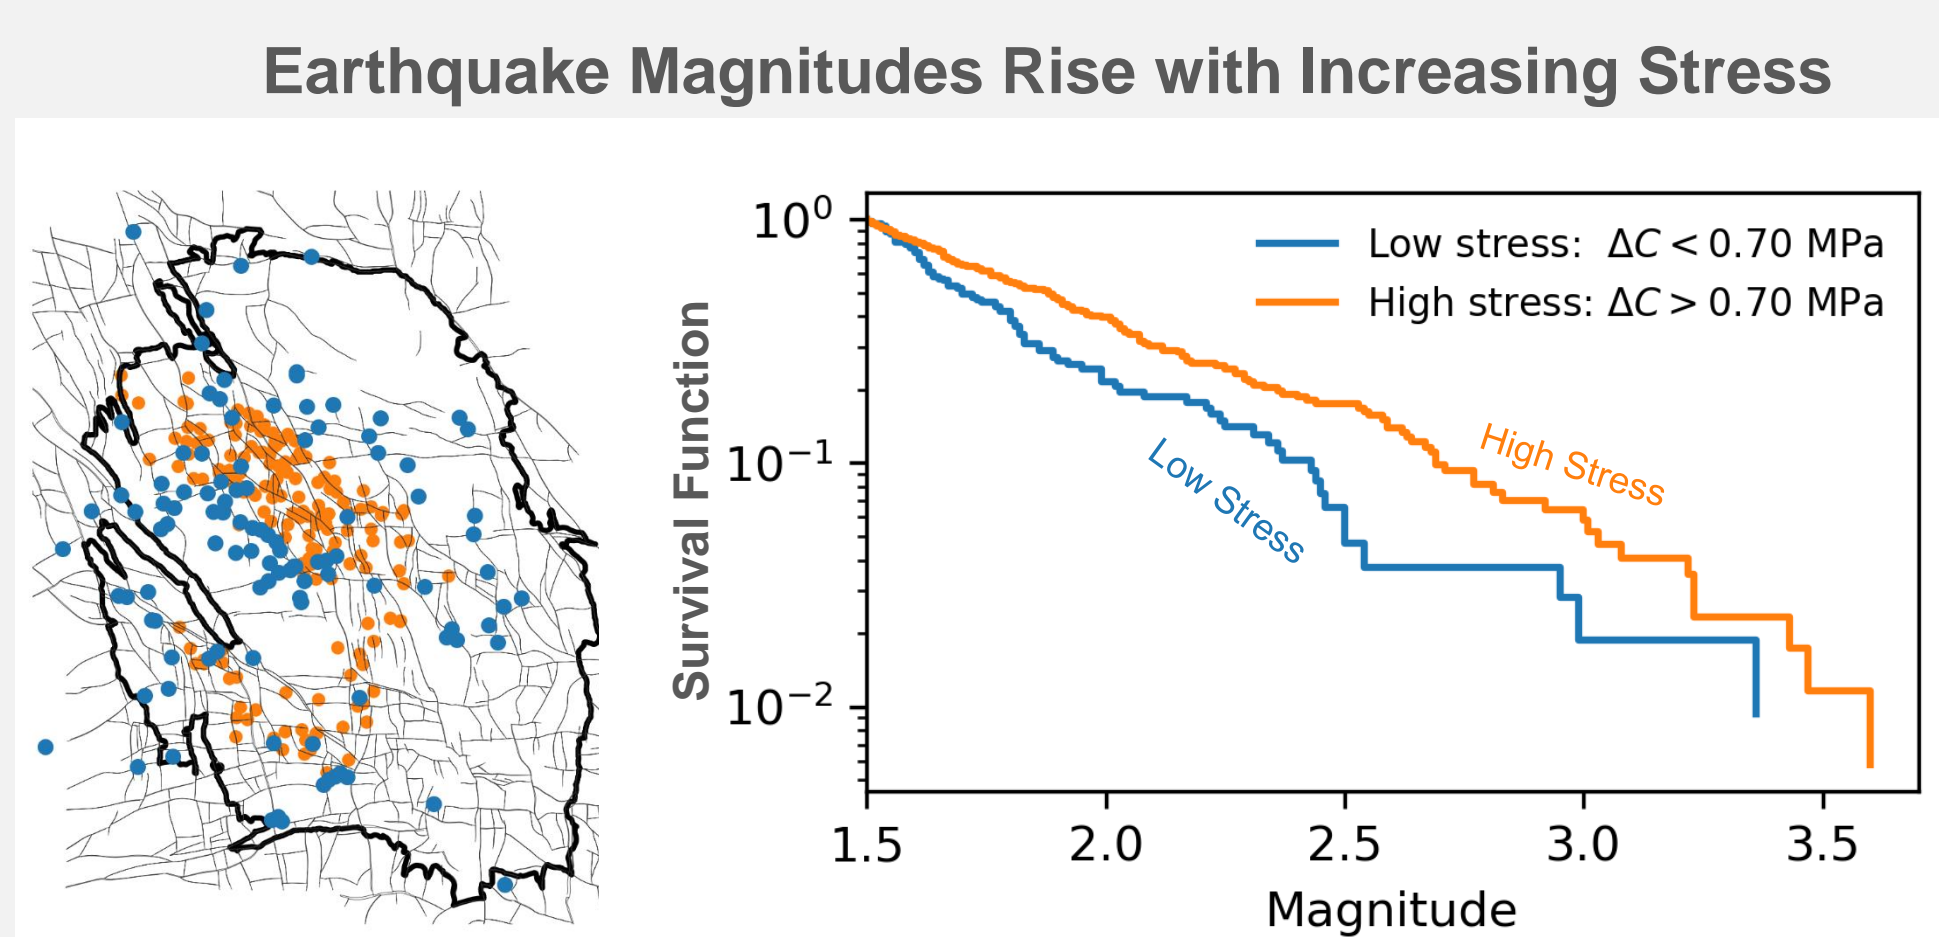 Earthquake Magnitudes Rise with Increasing Stress
Survival Function
10⁰
10⁻¹
10⁻²
Low stress: ΔC < 0.70 MPa
High stress: ΔC > 0.70 MPa
High Stress
Low Stress
1.5 2.0 2.5 3.0 3.5
Magnitude